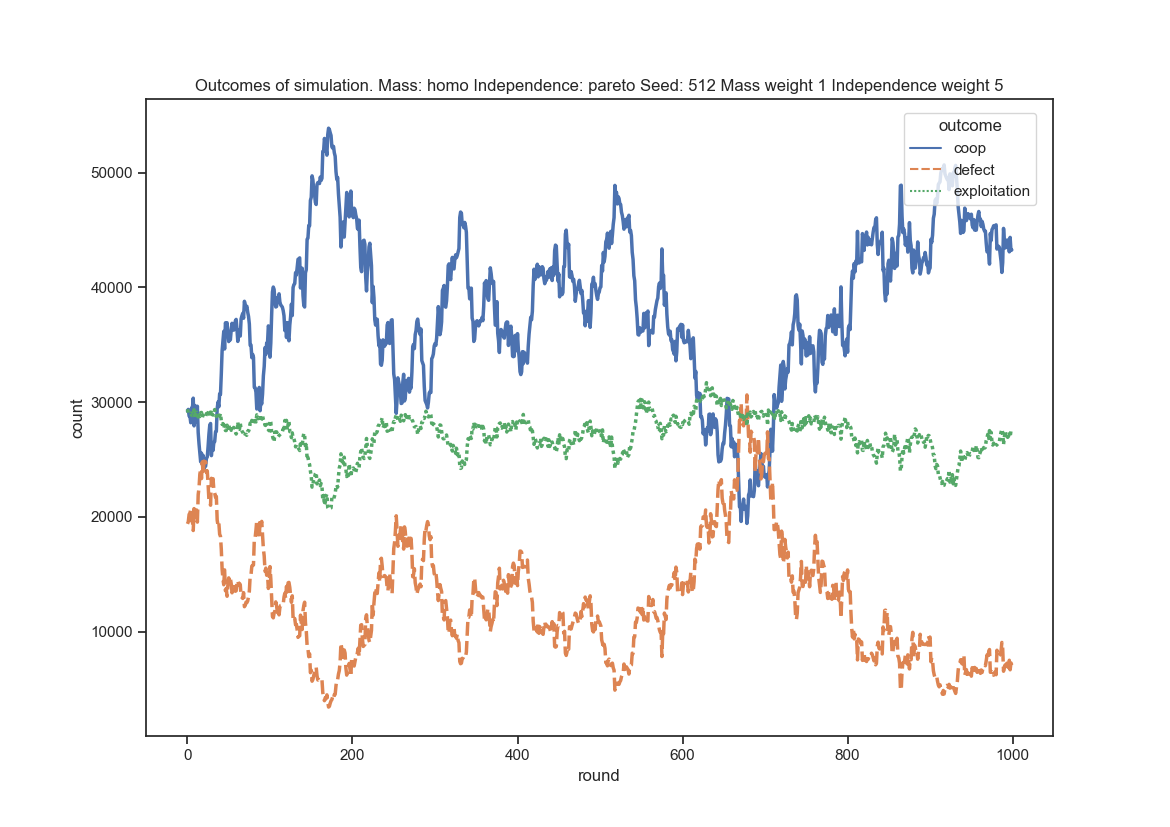 Outcomes of simulation. Mass: homo Independence: pareto Seed: 512 Mass weight 1 Independence weight 5
outcome
coop
defect
exploitation
50000
40000
30000
20000
10000
count
0 200 400 600 800 1000
round